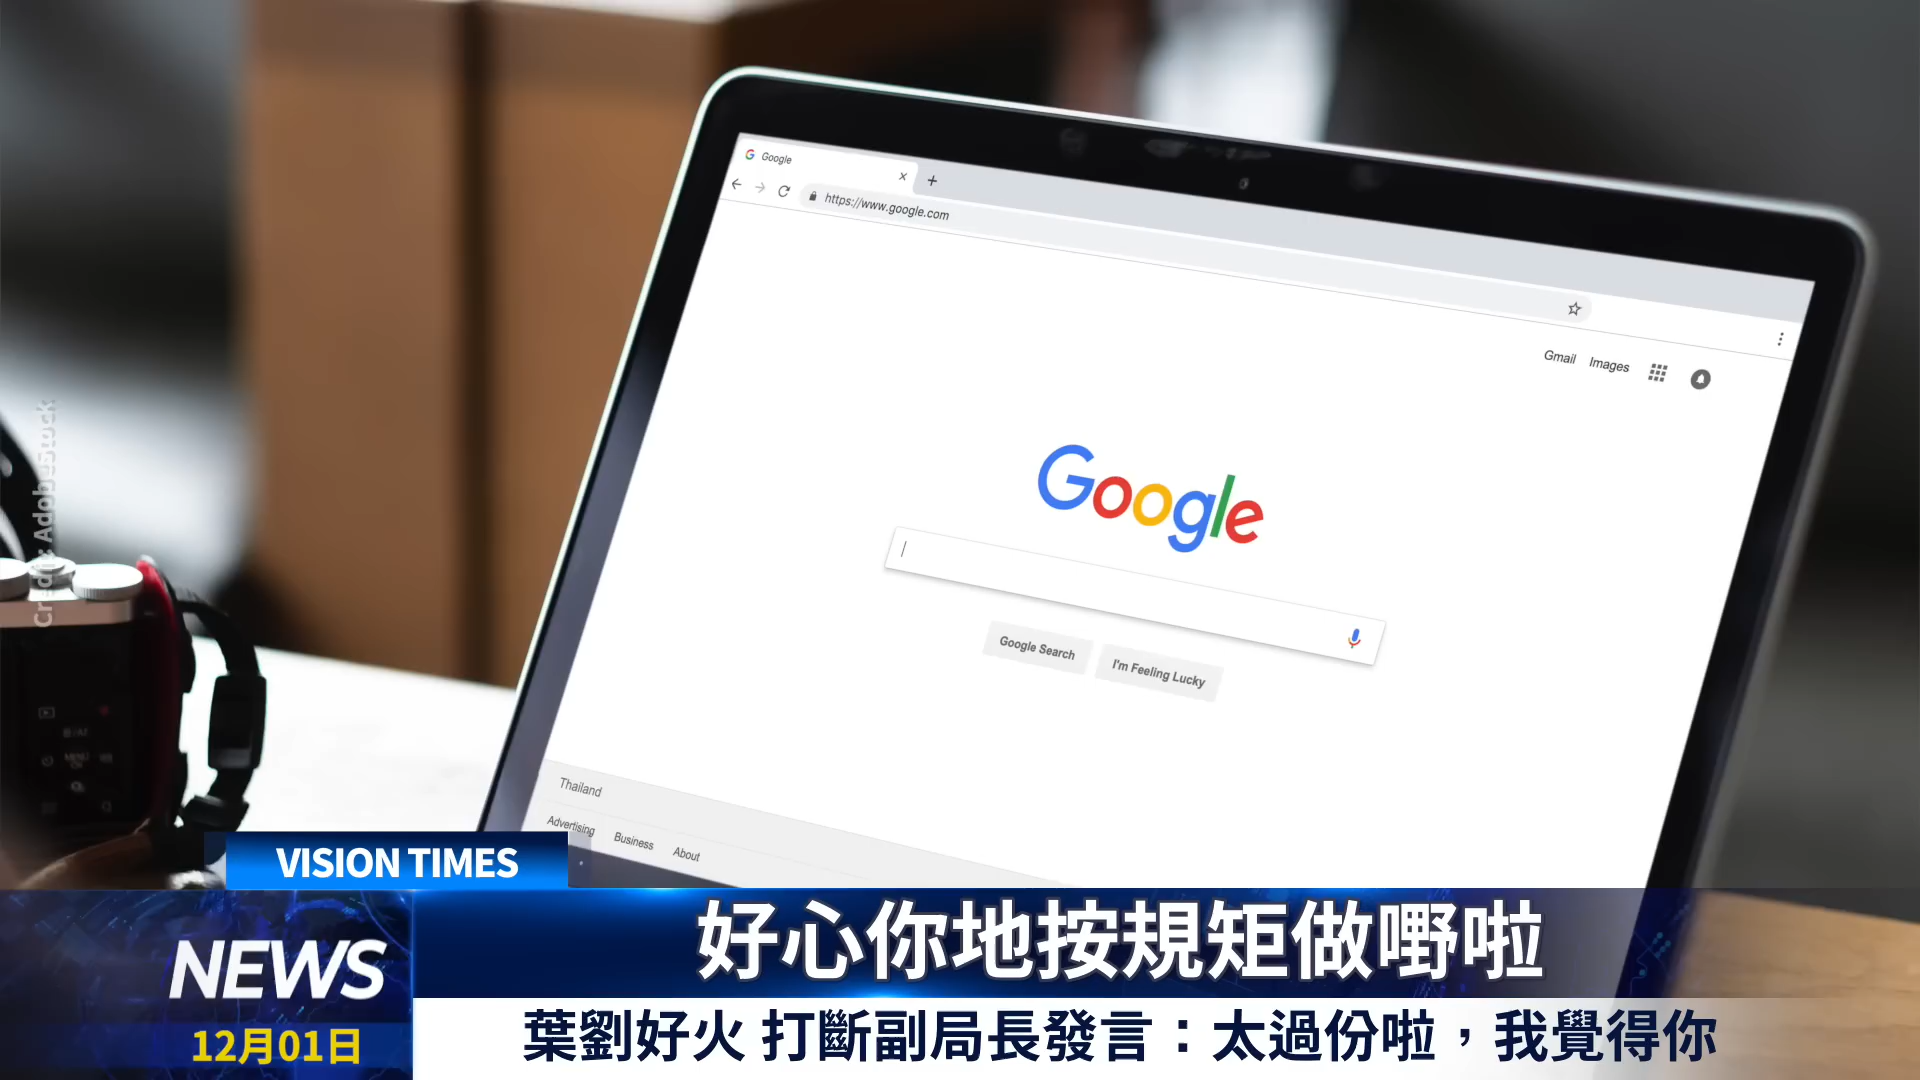 Google
https://www.google.com
Gmail Images
Google
Google Search I'm Feeling Lucky
Thailand
Advertising Business About
Credit: AdobeStock
VISION TIMES
NEWS
12月01日
好心你地按規矩做嘢啦
葉劉好火 打斷副局長發言：太過份啦，我覺得你